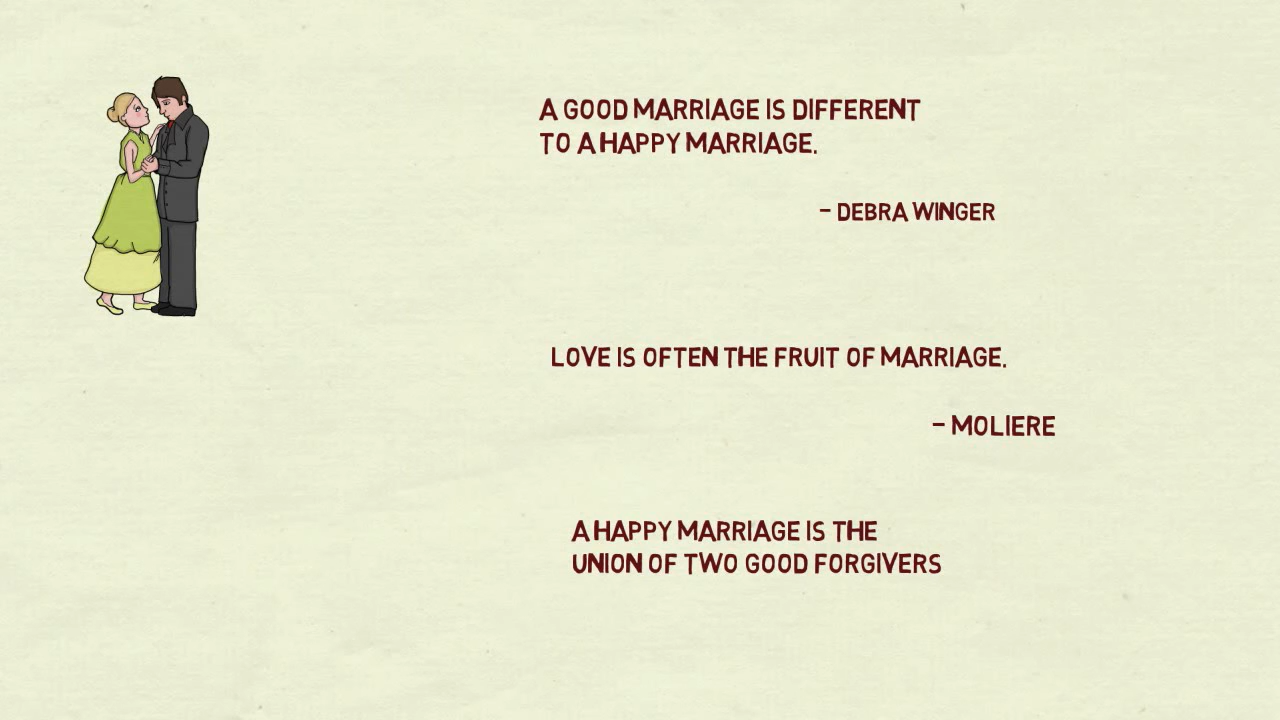 A GOOD MARRIAGE IS DIFFERENT
TO A HAPPY MARRIAGE.
- DEBRA WINGER
LOVE IS OFTEN THE FRUIT OF MARRIAGE.
- MOLIERE
A HAPPY MARRIAGE IS THE
UNION OF TWO GOOD FORGIVERS